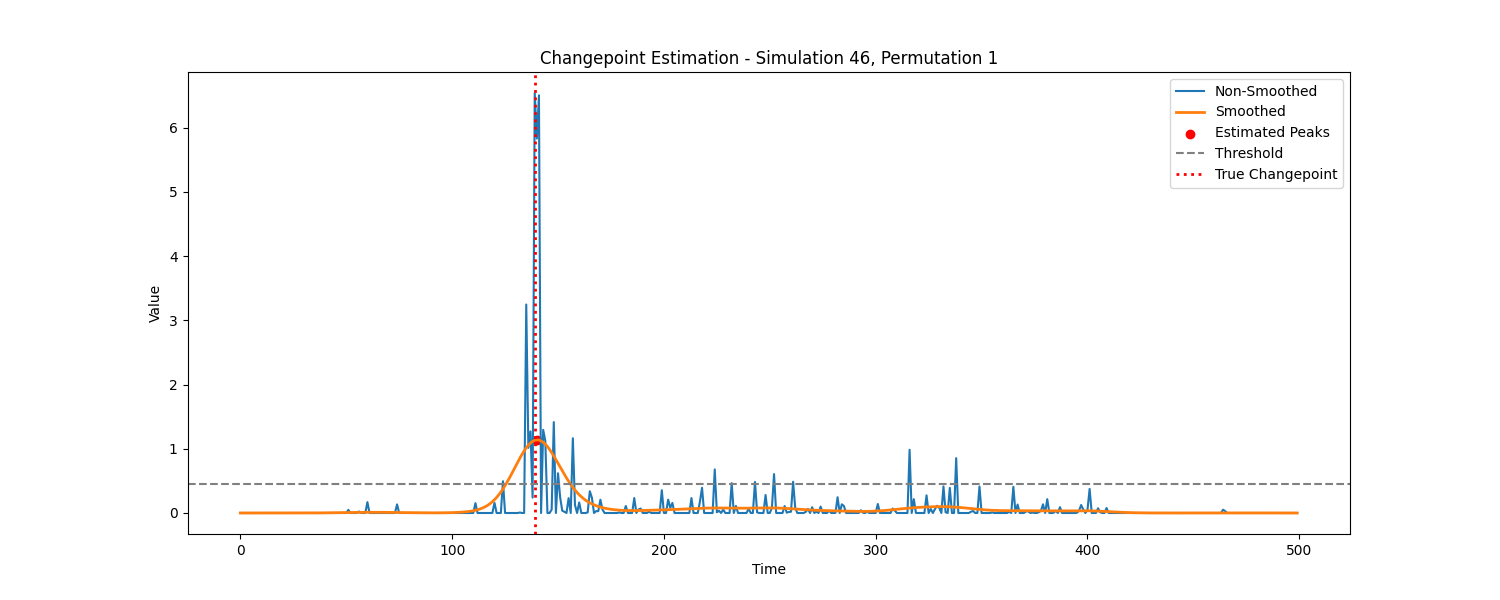 Changepoint Estimation - Simulation 46, Permutation 1
Non-Smoothed
Smoothed
Estimated Peaks
Threshold
True Changepoint
Value
6
5
4
3
2
1
0
0 100 200 300 400 500
Time